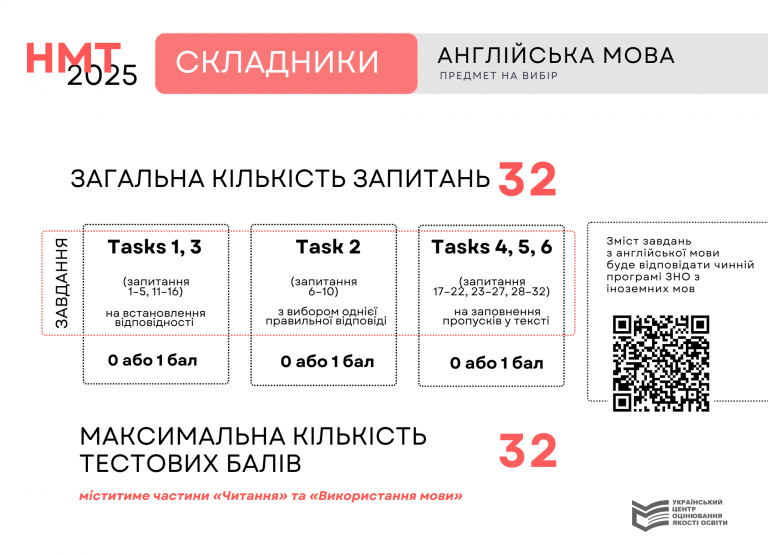 НМТ
2025
СКЛАДНИКИ
АНГЛІЙСЬКА МОВА
ПРЕДМЕТ НА ВИБІР
ЗАГАЛЬНА КІЛЬКІСТЬ ЗАПИТАНЬ 32
ЗАВДАННЯ
Tasks 1, 3
(запитання
1–5, 11–16)
на встановлення
відповідності
0 або 1 бал
Task 2
(запитання
6–10)
з вибором однієї
правильної відповіді
0 або 1 бал
Tasks 4, 5, 6
(запитання
17–22, 23–27, 28–32)
на заповнення
пропусків у тексті
0 або 1 бал
Зміст завдань
з англійської мови
буде відповідати чинній
програмі ЗНО з
іноземних мов
МАКСИМАЛЬНА КІЛЬКІСТЬ
ТЕСТОВИХ БАЛІВ
32
міститиме частини «Читання» та «Використання мови»
УКРАЇНСЬКИЙ
ЦЕНТР
ОЦІНЮВАННЯ
ЯКОСТІ ОСВІТИ